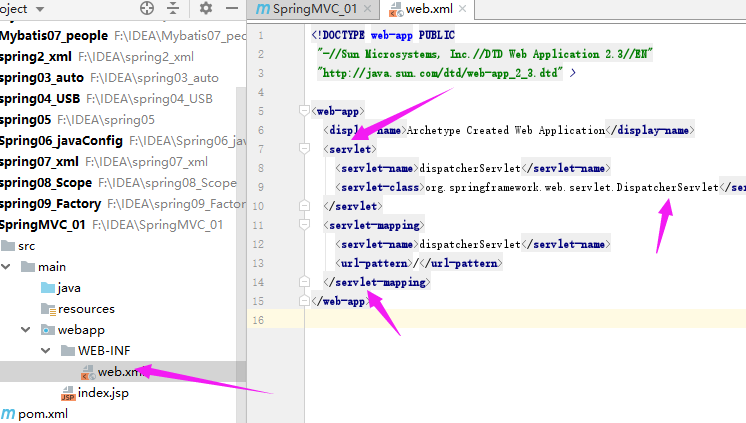 roject
Mybatis07_people F:\IDEA\Mybatis07_peo
spring2_xml F:\IDEA\spring2_xml
spring03_auto F:\IDEA\spring03_auto
spring04_USB F:\IDEA\spring04_USB
spring05 F:\IDEA\spring05
Spring06_javaConfig F:\IDEA\Spring06_j
spring07_xml F:\IDEA\spring07_xml
spring08_Scope F:\IDEA\spring08_Scope
spring09_Factory F:\IDEA\spring09_Factor
SpringMVC_01 F:\IDEA\SpringMVC_01
src
main
java
resources
webapp
WEB-INF
web.xm
index.jsp
pom.xml
SpringMVC_01 web.xml
1 <!DOCTYPE web-app PUBLIC
2 "-//Sun Microsystems, Inc.//DTD Web Application 2.3//EN"
3 "http://java.sun.com/dtd/web-app_2_3.dtd" >
4
5 <web-app>
6 <display-name>Archetype Created Web Application</display-name>
7 <servlet>
8 <servlet-name>dispatcherServlet</servlet-name>
9 <servlet-class>org.springframework.web.servlet.DispatcherServlet</ser
10 </servlet>
11 <servlet-mapping>
12 <servlet-name>dispatcherServlet</servlet-name>
13 <url-pattern>/</url-pattern>
14 </servlet-mapping>
15 </web-app>
16